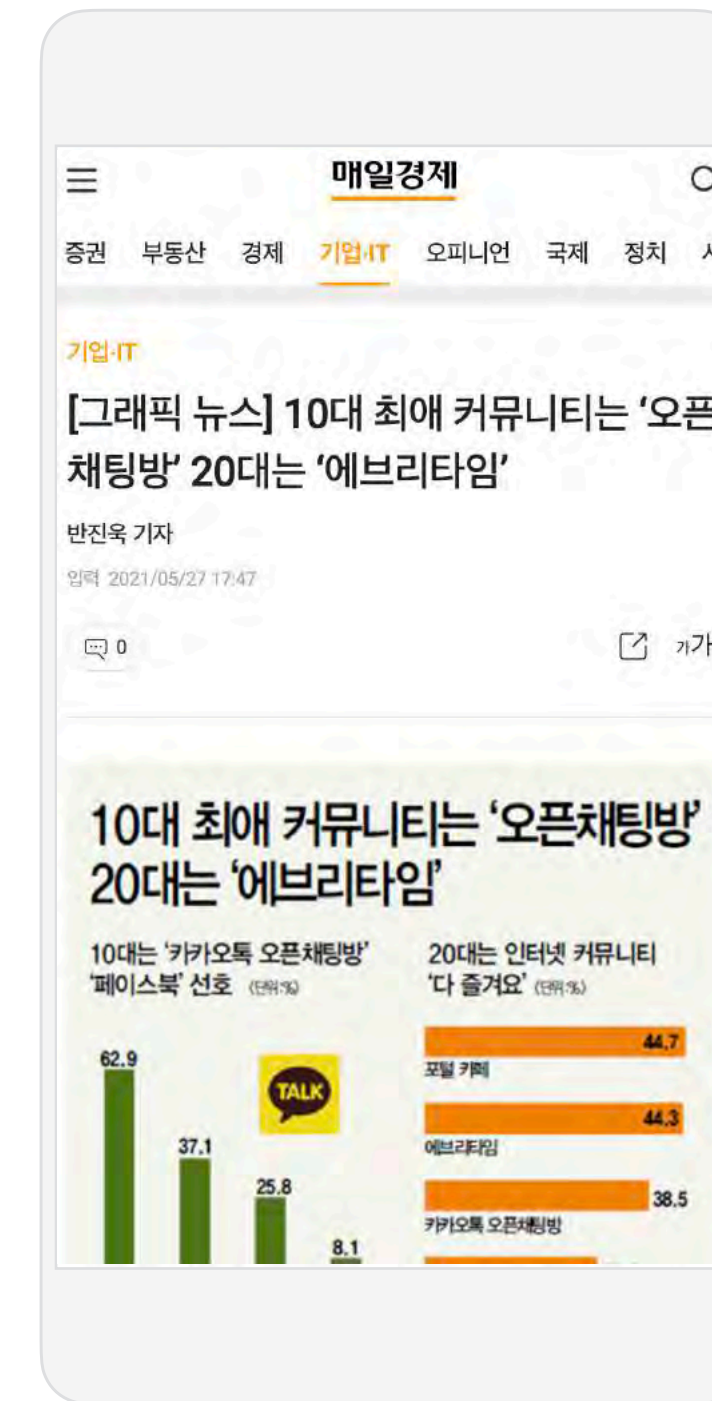 매일경제
증권 부동산 경제 기업·IT 오피니언 국제 정치
기업·IT
[그래픽 뉴스] 10대 최애 커뮤니티는 ‘오픈
채팅방’ 20대는 ‘에브리타임’
반진욱 기자
입력 2021/05/27 17:47
0
가가
10대 최애 커뮤니티는 ‘오픈채팅방’
20대는 ‘에브리타임’
10대는 ‘카카오톡 오픈채팅방’
‘페이스북’ 선호 (단위:%)
62.9
TALK
37.1
25.8
8.1
20대는 인터넷 커뮤니티
‘다 즐겨요’ (단위:%)
44.7
포털 카페
44.3
에브리타임
38.5
카카오톡 오픈채팅방